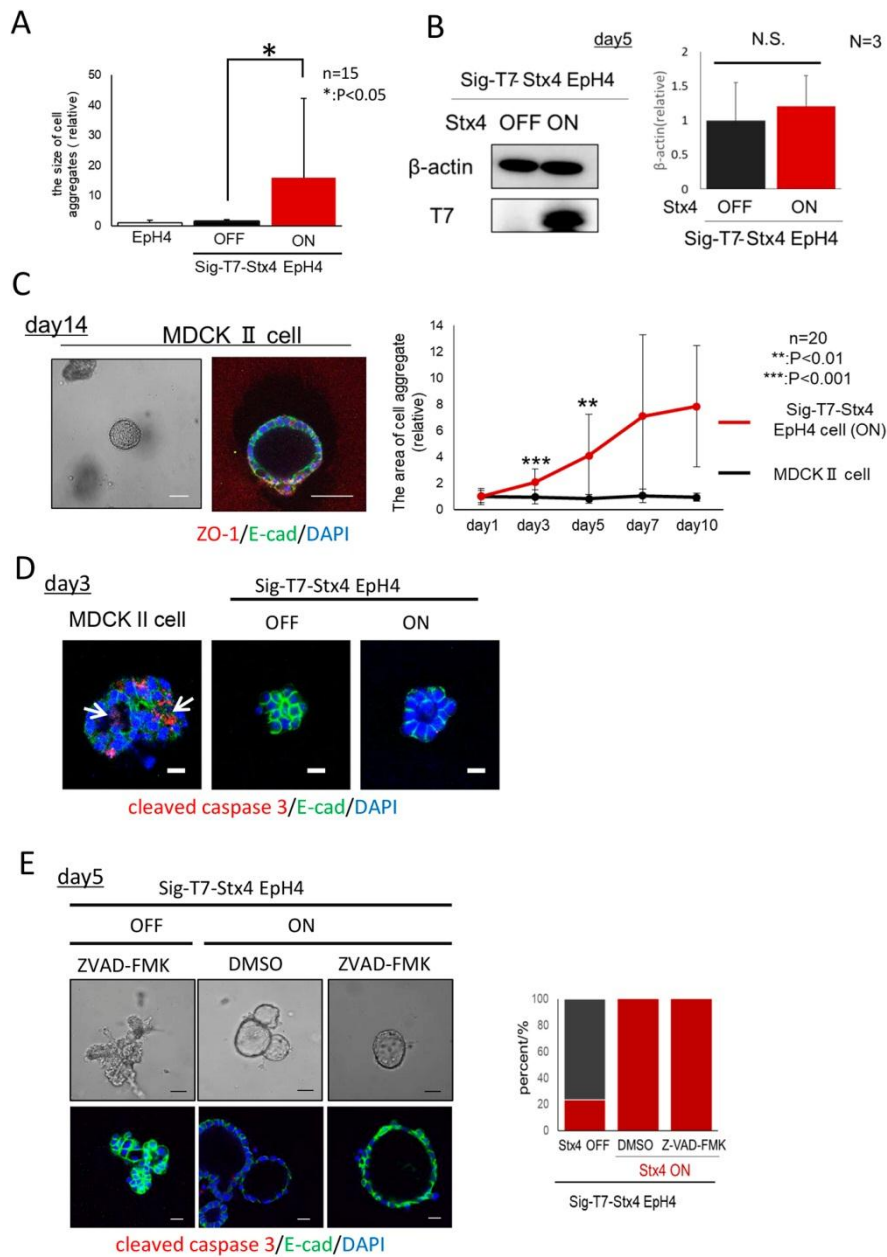 A
*
n=15
*:P<0.05
the size of cell
aggregates ( relative)
50
40
30
20
10
0
EpH4
OFF
ON
Sig-T7-Stx4 EpH4
B
day5
Sig-T7-Stx4 EpH4
Stx4 OFF ON
β-actin
T7
N.S.
N=3
β-actin(relative)
2
1.5
1
0.5
0
Stx4
OFF
ON
Sig-T7-Stx4 EpH4
C
day14
MDCK Ⅱ cell
ZO-1/E-cad/DAPI
The area of cell aggregate
(relative)
14
12
10
8
6
4
2
0
***
**
day1
day3
day5
day7
day10
n=20
**:P<0.01
***:P<0.001
Sig-T7-Stx4
EpH4 cell (ON)
MDCK Ⅱ cell
D
day3
MDCK II cell
Sig-T7-Stx4 EpH4
OFF
ON
cleaved caspase 3/E-cad/DAPI
E
day5
Sig-T7-Stx4 EpH4
OFF
ON
ZVAD-FMK
DMSO
ZVAD-FMK
cleaved caspase 3/E-cad/DAPI
percent/%
100
80
60
40
20
0
Stx4 OFF
DMSO
Z-VAD-FMK
Stx4 ON
Sig-T7-Stx4 EpH4